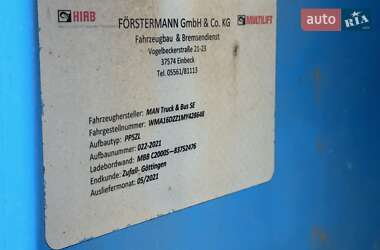 HIAB
FÖRSTERMANN GmbH & Co. KG
MULTILIFT
Fahrzeugbau & Bremsendienst
Vogelbeckerstraße 21-23
37574 Einbeck
Tel. 05561/81113
Fahrzeughersteller: MAN Truck & Bus SE
Fahrgestellnummer: WMA16DZZ1MY428648
Aufbautyp: PPSZL
Aufbaunummer: 022-2021
Ladebordwand: MBB C2000S-83752476
Endkunde: Zufall- Göttingen
Ausliefermonat: 05/2021
auto RIA